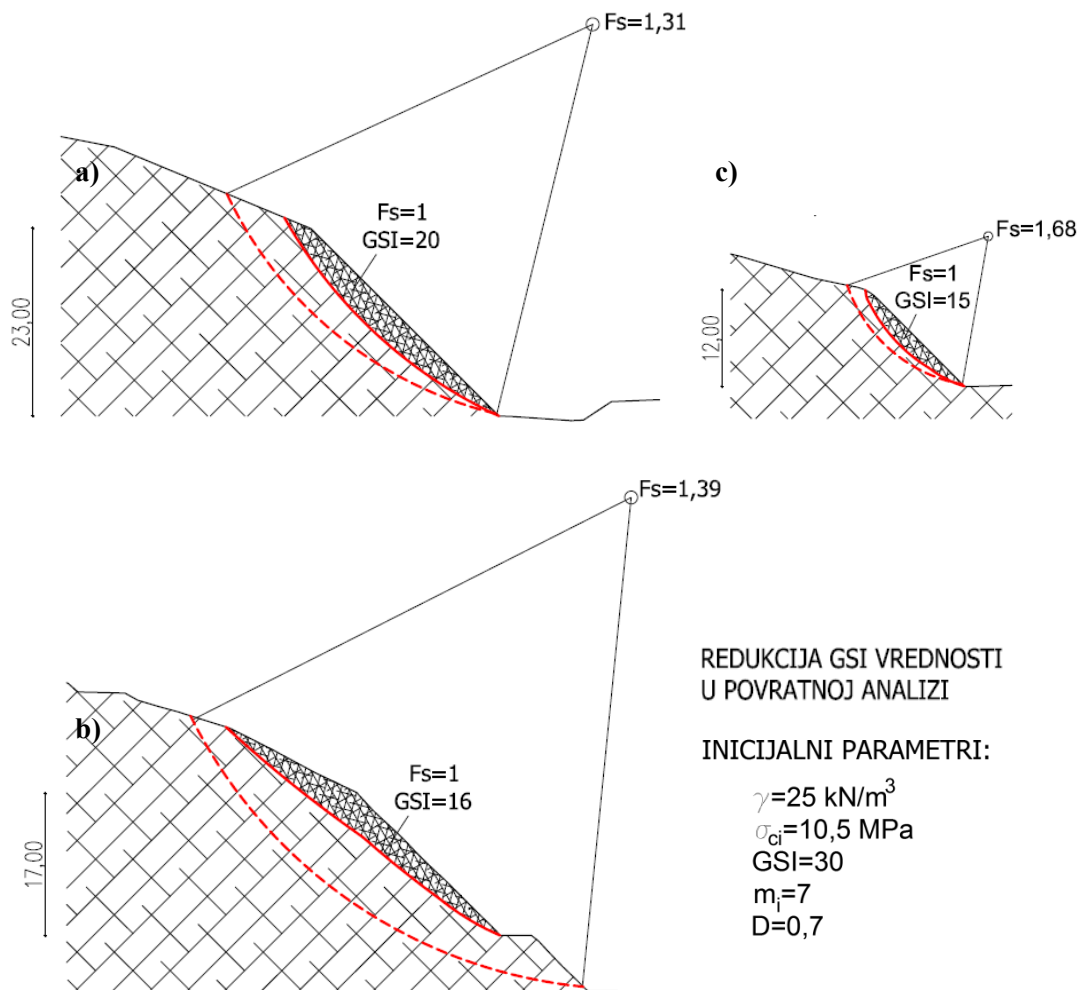 Fs=1,31
a)
Fs=1
GSI=20
23,00
c)
Fs=1,68
Fs=1
GSI=15
12,00
Fs=1,39
b)
Fs=1
GSI=16
17,00
REDUKCIJA GSI VREDNOSTI
U POVRATNOJ ANALIZI
INICIJALNI PARAMETRI:
γ=25 kN/m³
σci=10,5 MPa
GSI=30
mi=7
D=0,7